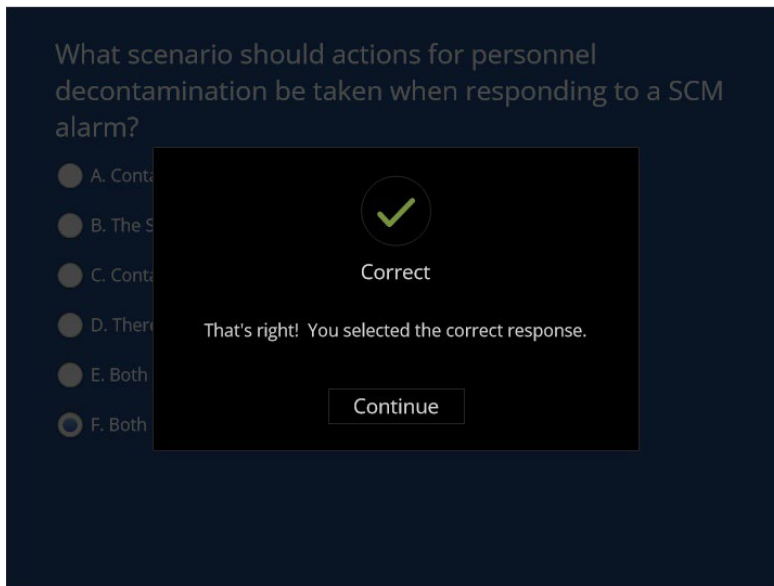 What scenario should actions for personnel
decontamination be taken when responding to a SCM
alarm?
A. Conta
B. The S
C. Conta
D. There
E. Both
F. Both
Correct
That's right! You selected the correct response.
Continue